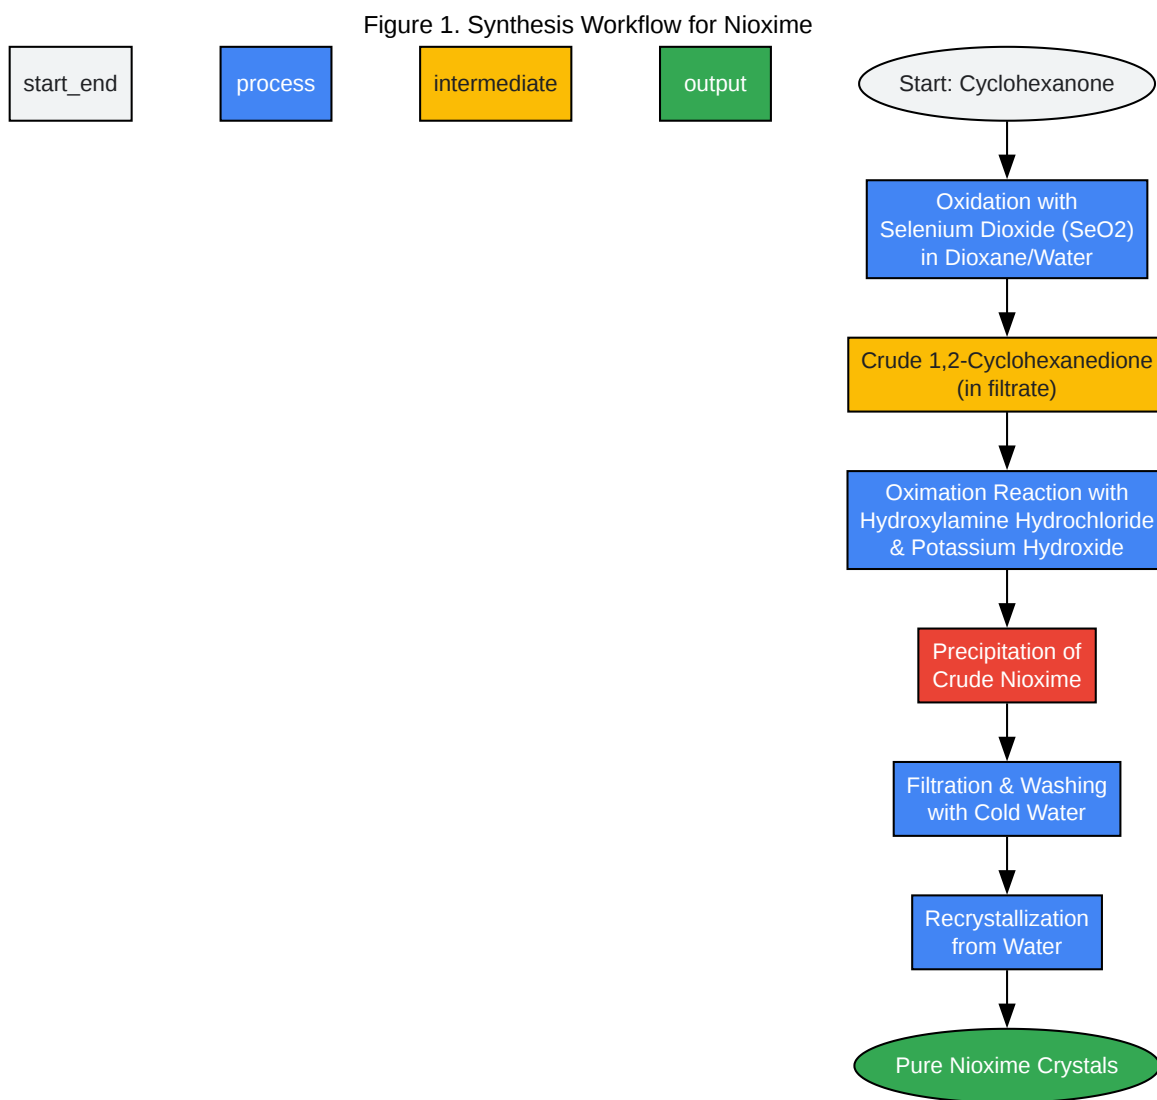 Figure 1. Synthesis Workflow for Nioxime
start_end
process
intermediate
output
Start: Cyclohexanone
Oxidation with
Selenium Dioxide (SeO2)
in Dioxane/Water
Crude 1,2-Cyclohexanedione
(in filtrate)
Oximation Reaction with
Hydroxylamine Hydrochloride
& Potassium Hydroxide
Precipitation of
Crude Nioxime
Filtration & Washing
with Cold Water
Recrystallization
from Water
Pure Nioxime Crystals